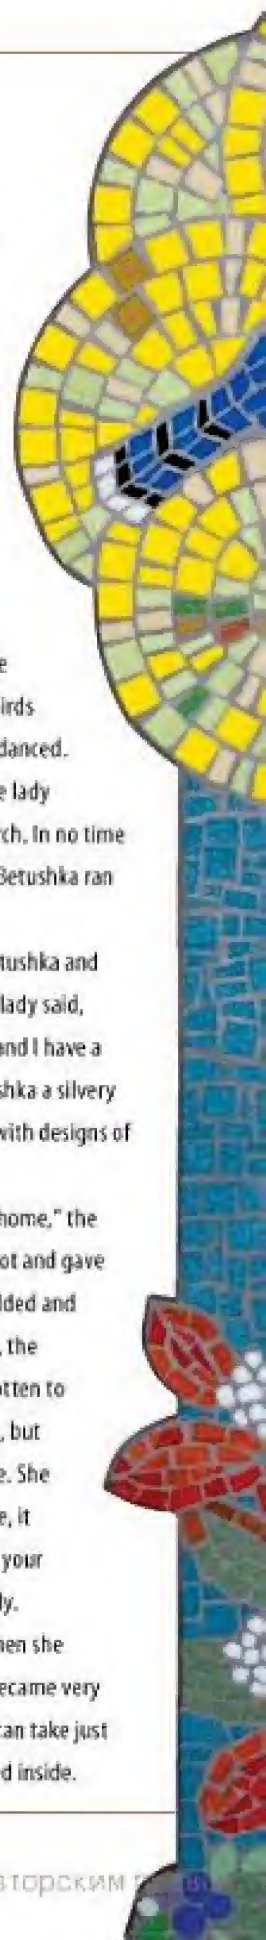 e
irds
danced.
e lady
rch. In no time
Betushka ran
tushka and
lady said,
and I have a
shka a silvery
with designs of
home," the
ot and gave
lded and
, the
otten to
, but
e. She
e, it
your
ly.
hen she
ecame very
can take just
d inside.
вторским